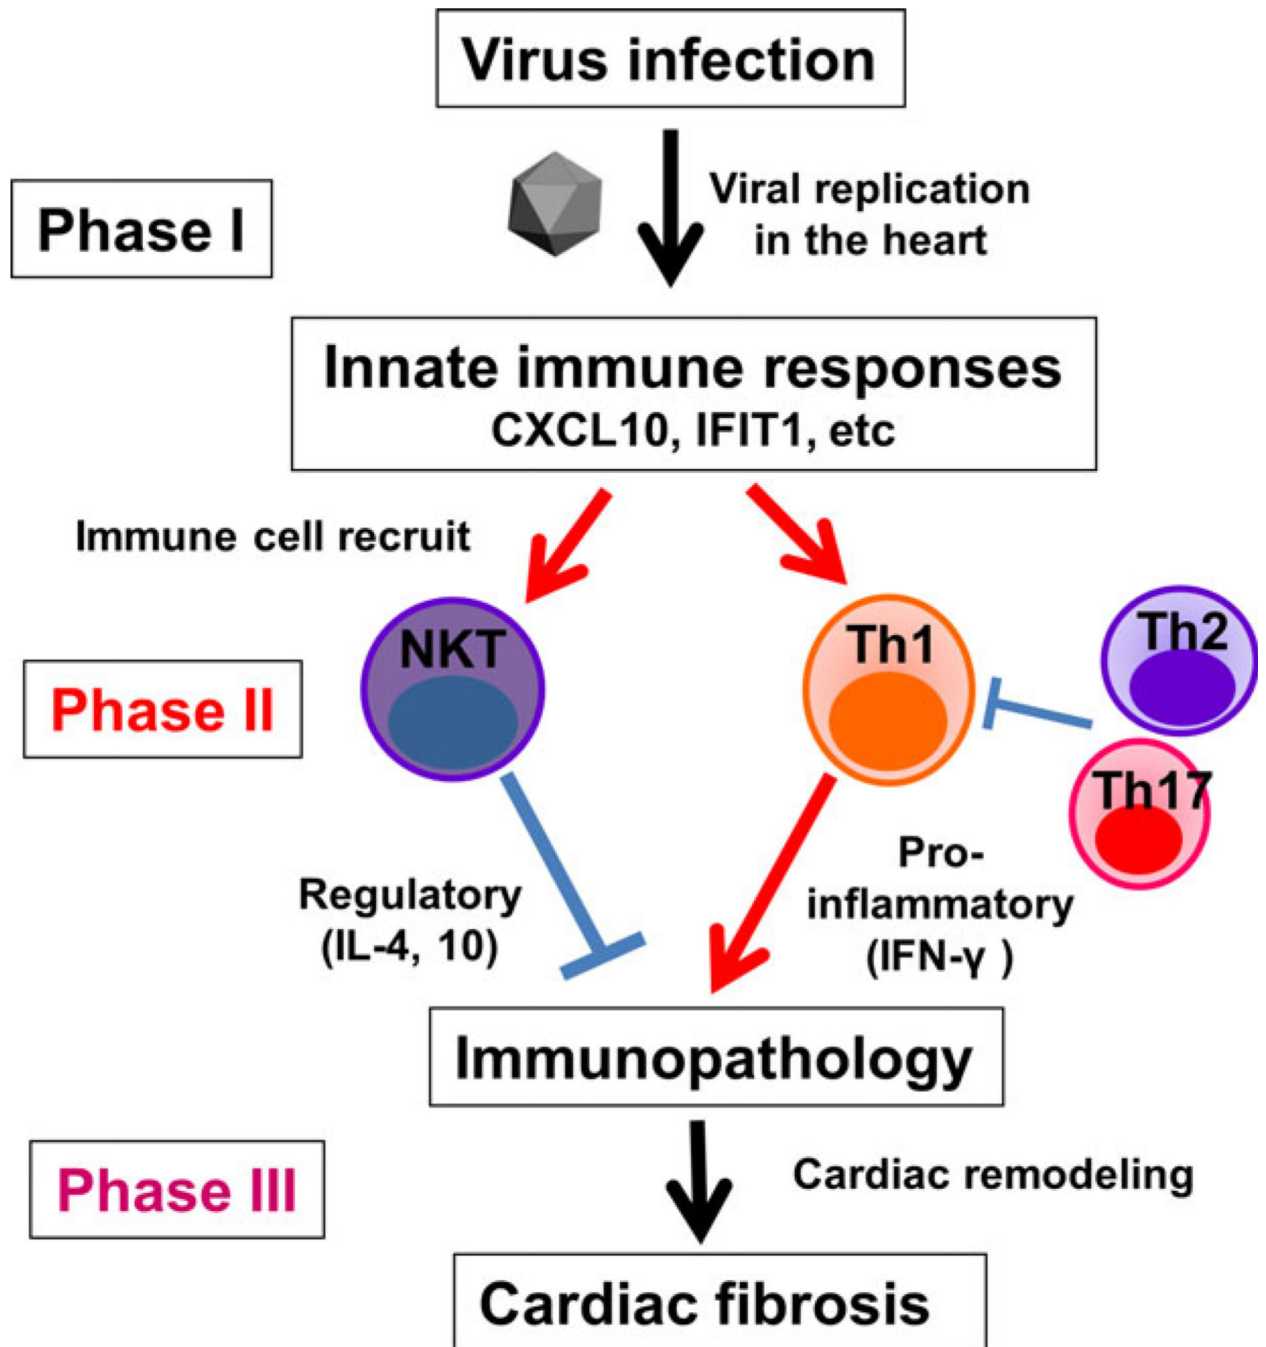 Virus infection
Phase I
Viral replication
in the heart
Innate immune responses
CXCL10, IFIT1, etc
Immune cell recruit
NKT
Th1
Th2
Phase II
Th17
Regulatory
(IL-4, 10)
Pro-
inflammatory
(IFN-γ )
Immunopathology
Phase III
Cardiac remodeling
Cardiac fibrosis